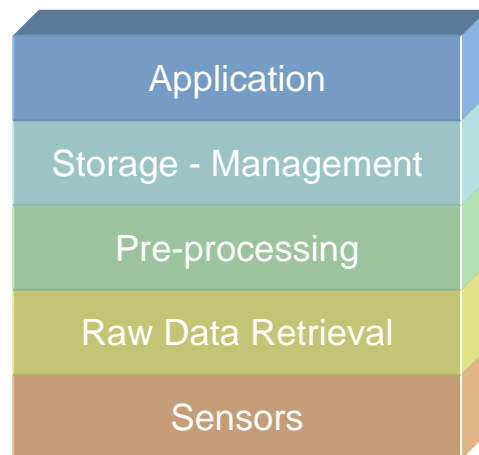 Application
Storage - Management
Pre-processing
Raw Data Retrieval
Sensors